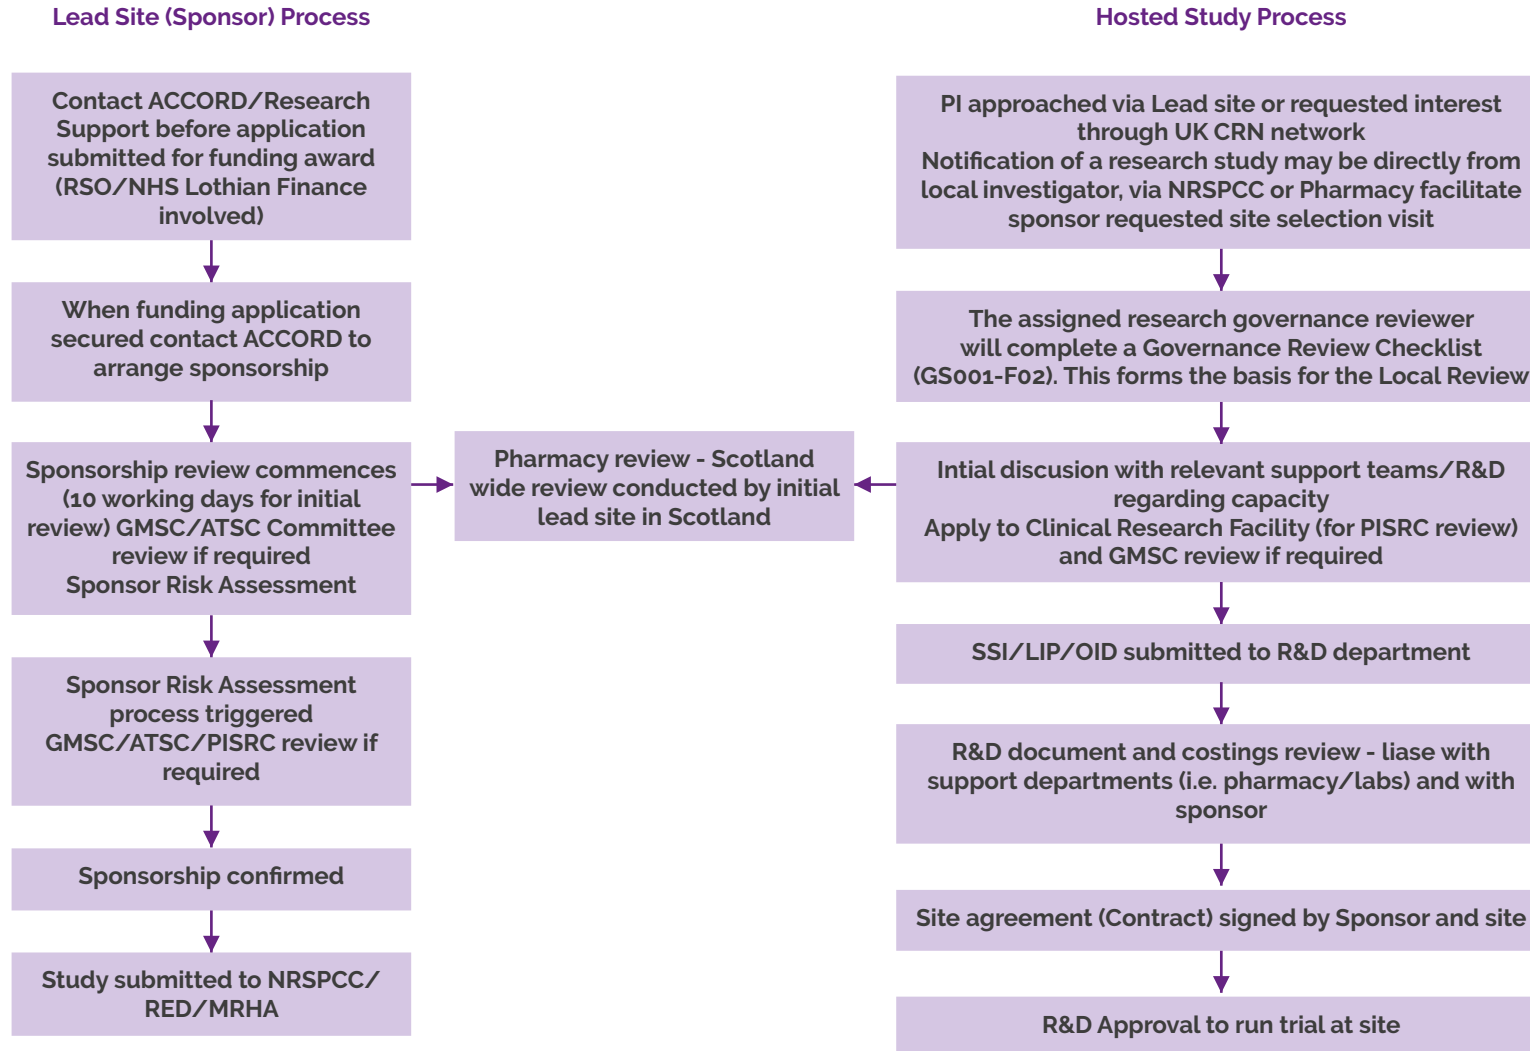 Lead Site (Sponsor) Process
Contact ACCORD/Research
Support before application
submitted for funding award
(RSO/NHS Lothian Finance
involved)
When funding application
secured contact ACCORD to
arrange sponsorship
Sponsorship review commences
(10 working days for initial
review) GMSC/ATSC Committee
review if required
Sponsor Risk Assessment
Sponsor Risk Assessment
process triggered
GMSC/ATSC/PISRC review if
required
Sponsorship confirmed
Study submitted to NRSPCC/
RED/MRHA
Pharmacy review - Scotland
wide review conducted by initial
lead site in Scotland
Hosted Study Process
PI approached via Lead site or requested interest
through UK CRN network
Notification of a research study may be directly from
local investigator, via NRSPCC or Pharmacy facilitate
sponsor requested site selection visit
The assigned research governance reviewer
will complete a Governance Review Checklist
(GS001-F02). This forms the basis for the Local Review
Intial discusion with relevant support teams/R&D
regarding capacity
Apply to Clinical Research Facility (for PISRC review)
and GMSC review if required
SSI/LIP/OID submitted to R&D department
R&D document and costings review - liase with
support departments (i.e. pharmacy/labs) and with
sponsor
Site agreement (Contract) signed by Sponsor and site
R&D Approval to run trial at site